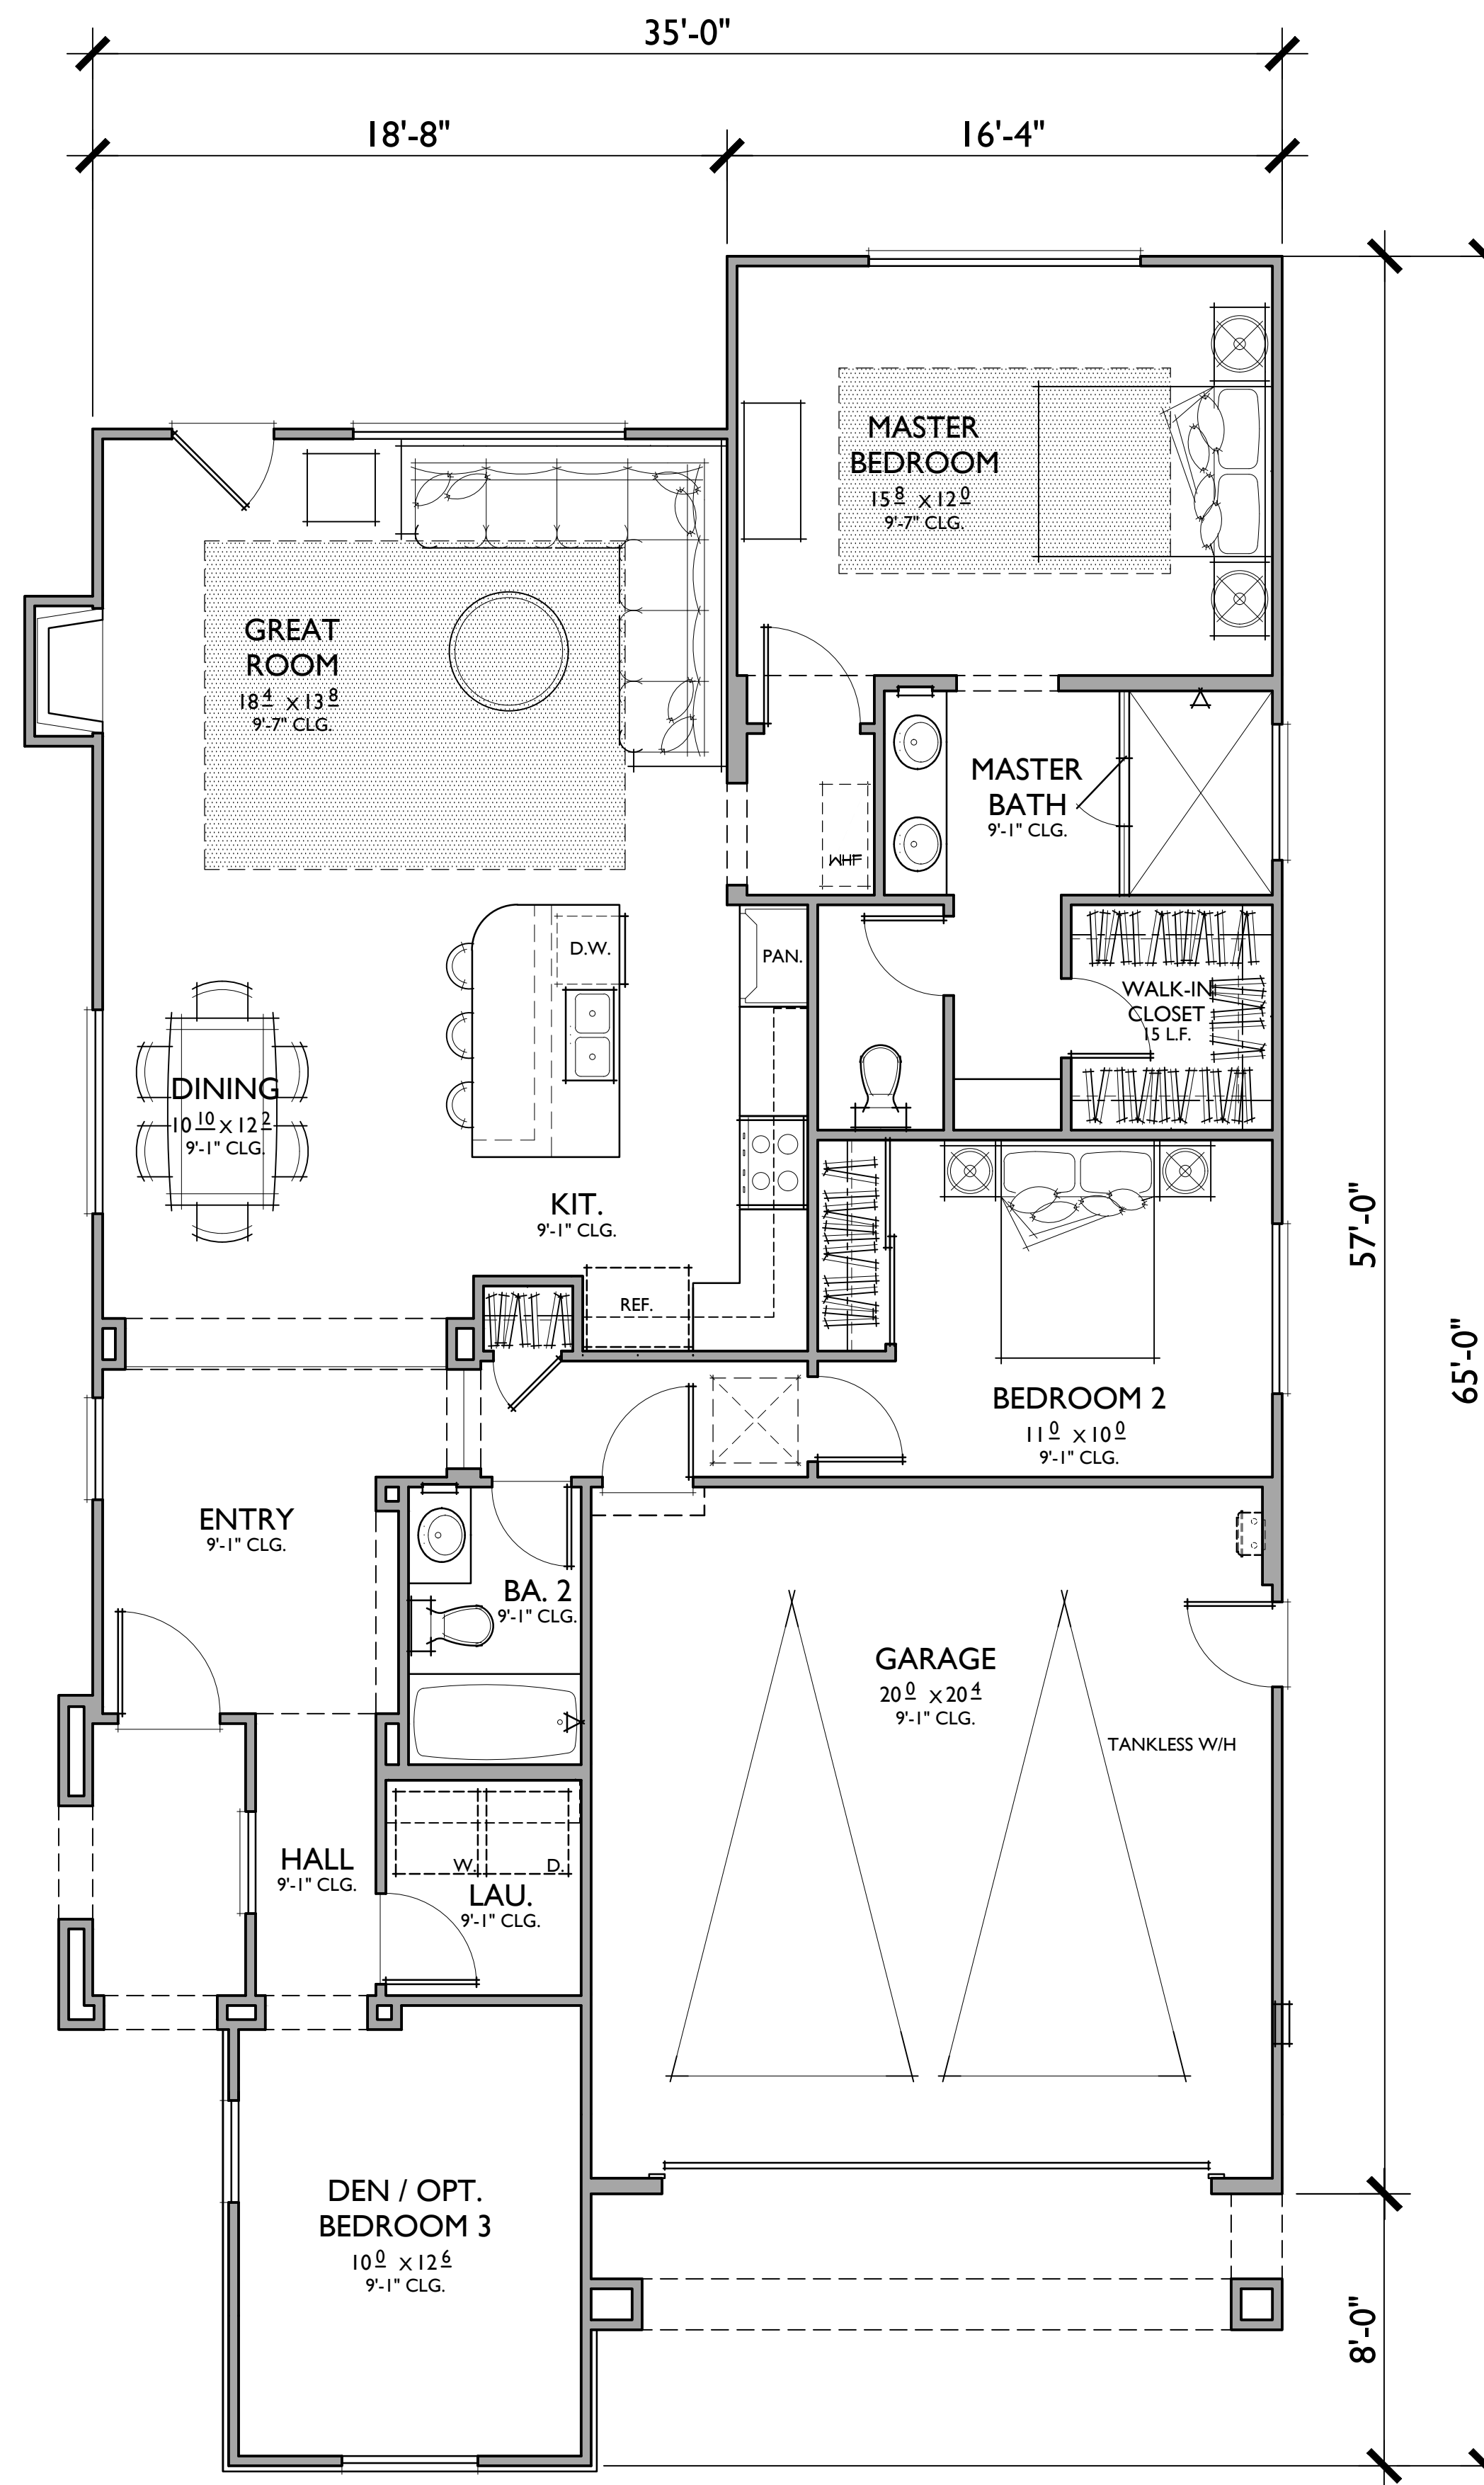 35'-0"
18'-8"
16'-4"
MASTER
BEDROOM
15 8 X 12 0
9'-7" CLG.
GREAT
ROOM
18 4 X 13 8
9'-7" CLG.
MASTER
BATH
9'-1" CLG.
WHF
D.W.
PAN.
WALK-IN
CLOSET
15 L.F.
DINING
10 10 X 12 2
9'-1" CLG.
KIT.
9'-1" CLG.
57'-0"
REF.
65'-0"
BEDROOM 2
11 0 X 10 0
9'-1" CLG.
ENTRY
9'-1" CLG.
BA. 2
9'-1" CLG.
GARAGE
20 0 X 20 4
9'-1" CLG.
TANKLESS W/H
HALL
9'-1" CLG.
W.
D.
LAU.
9'-1" CLG.
DEN / OPT.
BEDROOM 3
10 0 X 12 6
9'-1" CLG.
8'-0"